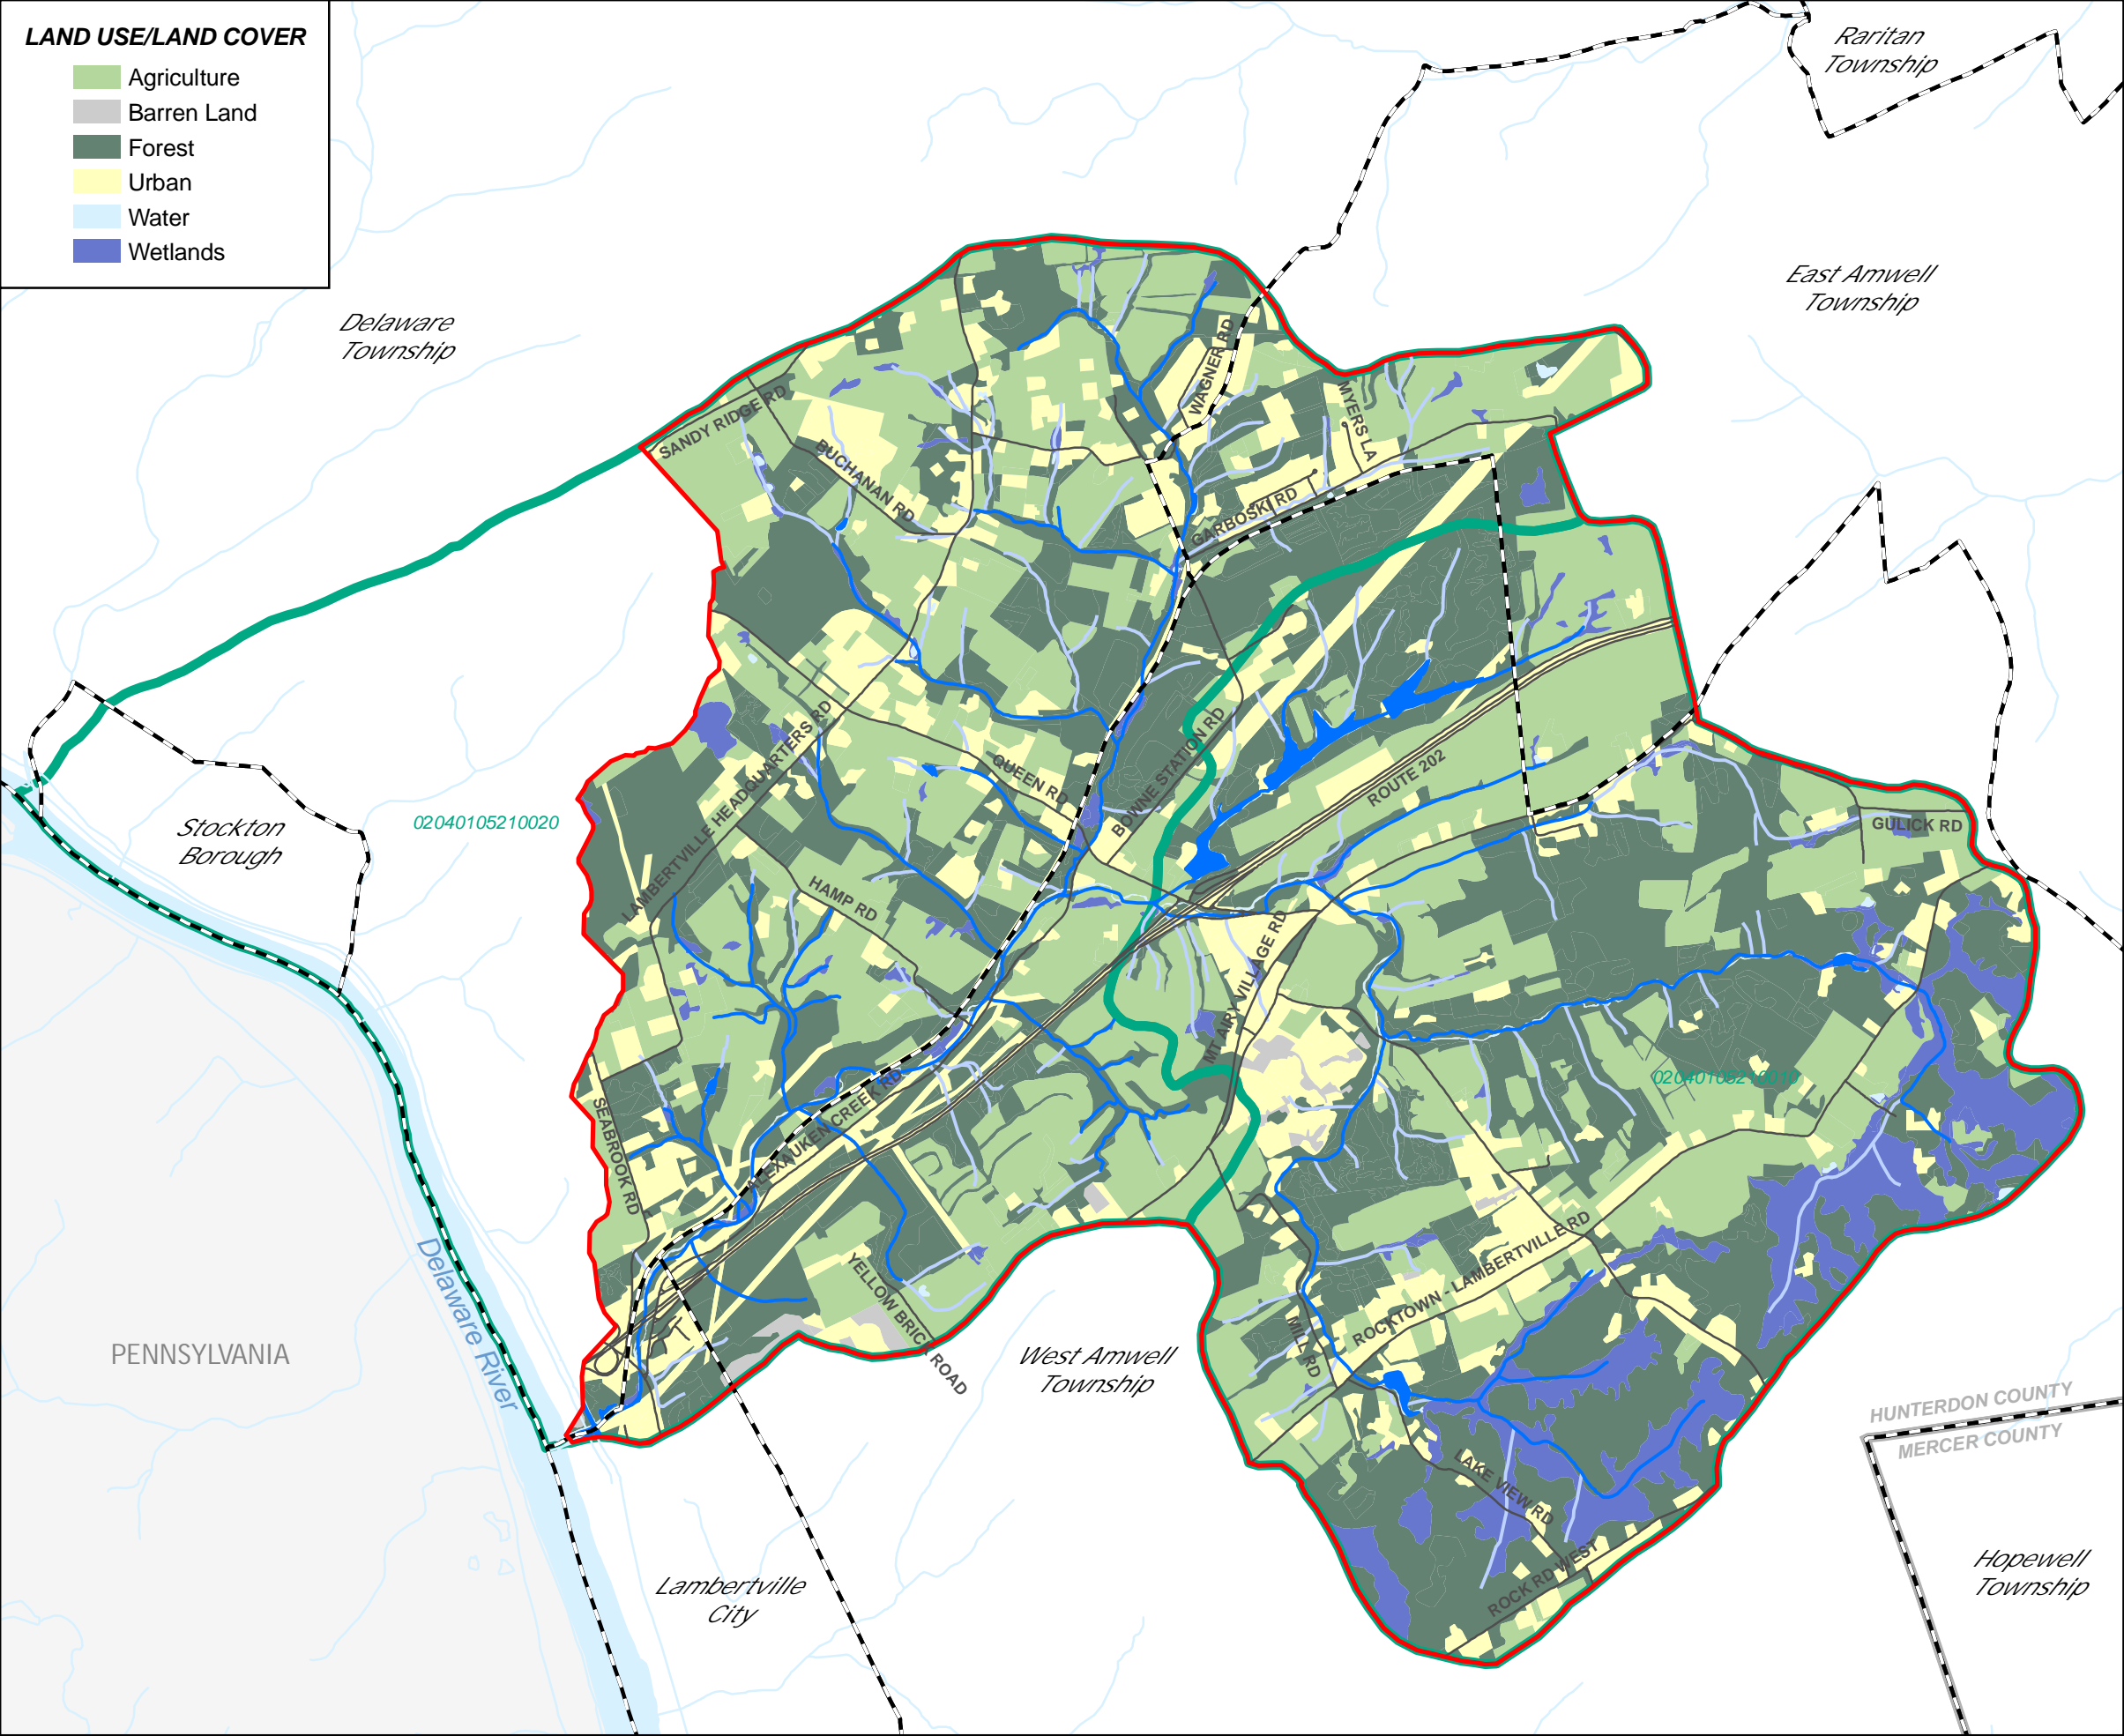 LAND USE/LAND COVER
Agriculture
Barren Land
Forest
Urban
Water
Wetlands
Raritan
Township
East Amwell
Township
Delaware
Township
WAGNER RD
MYERS LA
SANDY RIDGE RD
BUCHANAN RD
GARBOSKI RD
LAMBERTVILLE HEADQUARTERS RD
QUEEN RD
BOWNE STATION RD
ROUTE 202
Stockton
Borough
02040105210020
GULICK RD
HAMP RD
MT AIRY VILLAGE RD
02040105210010
SEABROOK RD
ALEXAUKEN CREEK RD
Delaware River
YELLOW BRICK ROAD
ROCKTOWN - LAMBERTVILLE RD
MILL RD
PENNSYLVANIA
West Amwell
Township
HUNTERDON COUNTY
MERCER COUNTY
LAKE VIEW RD
ROCK RD WEST
Lambertville
City
Hopewell
Township